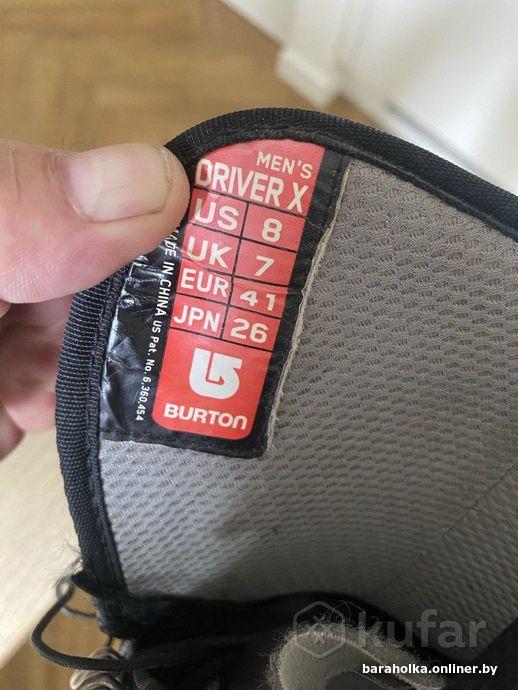 MEN'S
DRIVER X
US 8
UK 7
EUR 41
JPN 26
BURTON
MADE IN CHINA US Pat. No. 6,360,454
kufar
baraholka.onliner.by